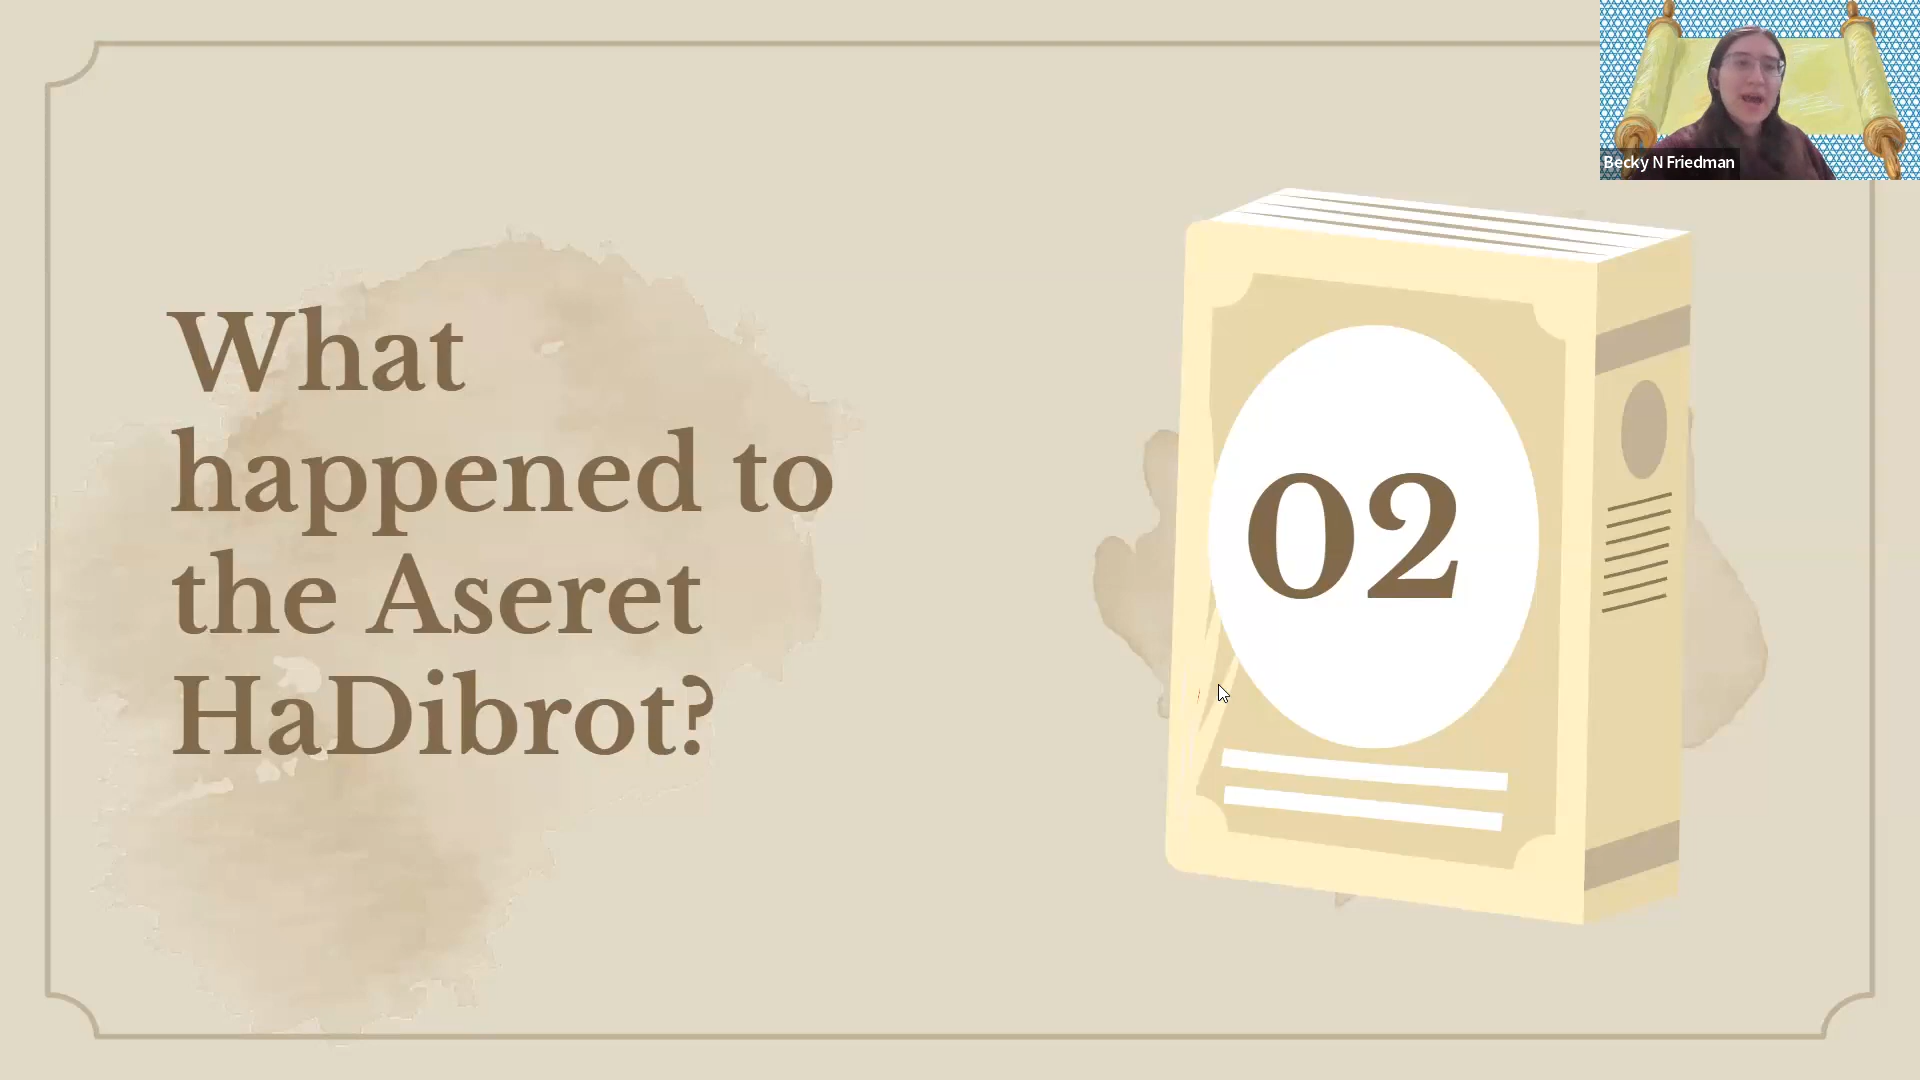 Becky N Friedman
What
happened to
the Aseret
HaDibrot?
02